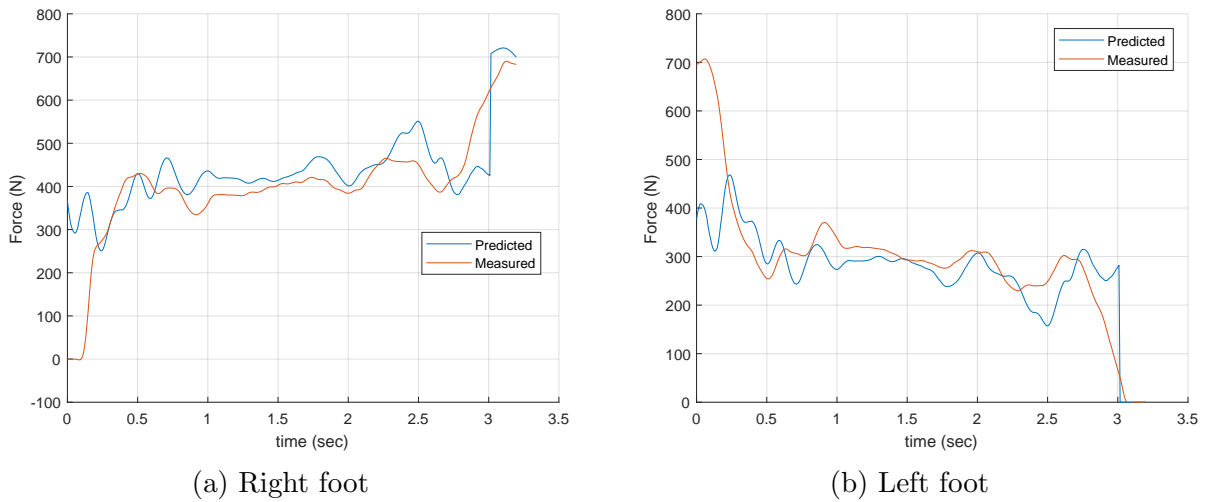 800
700
600
500
400
300
200
100
0
-100
Force (N)
0 0.5 1 1.5 2 2.5 3 3.5
time (sec)
Predicted
Measured
(a) Right foot
800
700
600
500
400
300
200
100
0
Force (N)
0 0.5 1 1.5 2 2.5 3 3.5
time (sec)
Predicted
Measured
(b) Left foot